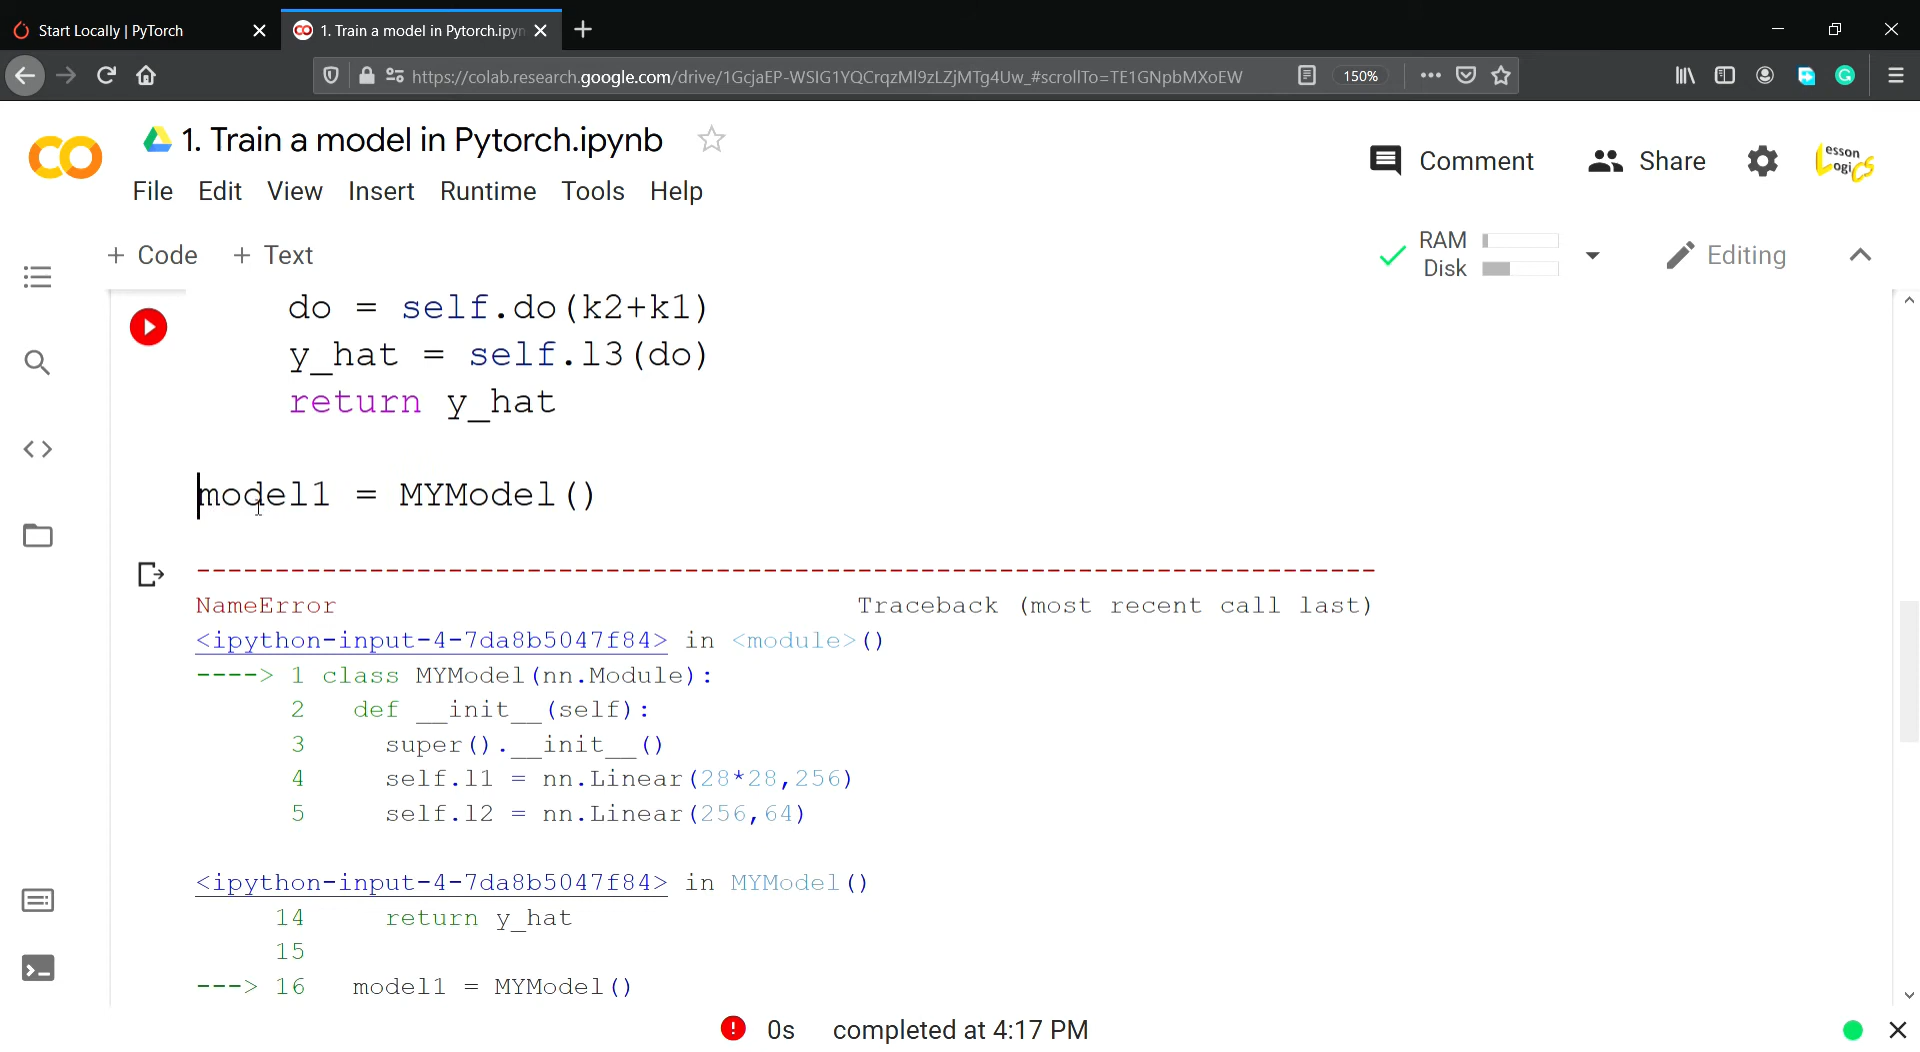 Start Locally | PyTorch
1. Train a model in Pytorch.ipyn
https://colab.research.google.com/drive/1GcjaEP-WSIG1YQCrqzMl9zLZjMTg4Uw_#scrollTo=TE1GNpbMXoEW
150%
1. Train a model in Pytorch.ipynb
Comment
Share
esson
ogi
CS
File Edit View Insert Runtime Tools Help
+ Code + Text
RAM
Disk
Editing
do = self.do(k2+k1)
y_hat = self.l3(do)
return y_hat
model1 = MYModel()
NameError Traceback (most recent call last)
<ipython-input-4-7da8b5047f84> in <module>()
----> 1 class MYModel(nn.Module):
2 def __init__(self):
3 super().__init__()
4 self.l1 = nn.Linear(28*28,256)
5 self.l2 = nn.Linear(256,64)
<ipython-input-4-7da8b5047f84> in MYModel()
14 return y_hat
15
---> 16 model1 = MYModel()
0s completed at 4:17 PM